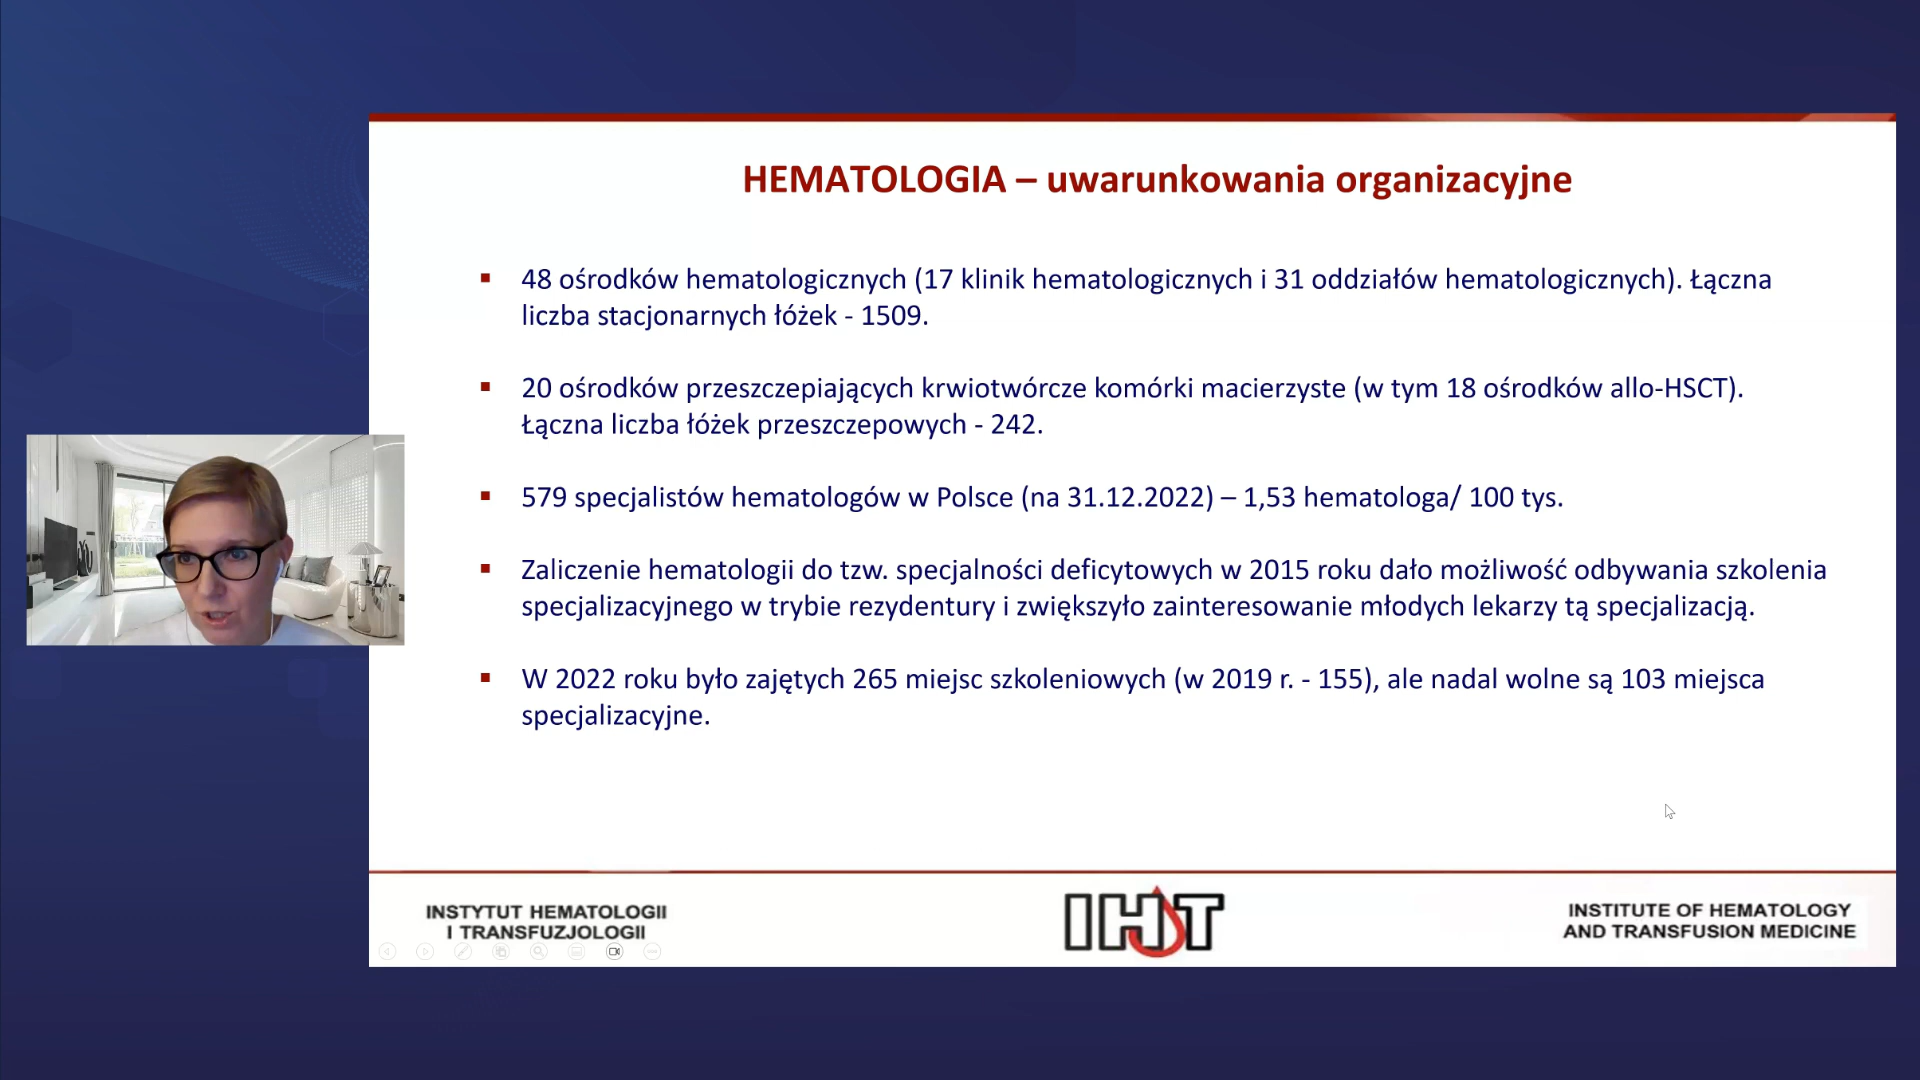 HEMATOLOGIA – uwarunkowania organizacyjne
▪ 48 ośrodków hematologicznych (17 klinik hematologicznych i 31 oddziałów hematologicznych). Łączna
liczba stacjonarnych łóżek - 1509.
▪ 20 ośrodków przeszczepiających krwiotwórcze komórki macierzyste (w tym 18 ośrodków allo-HSCT).
Łączna liczba łóżek przeszczepowych - 242.
▪ 579 specjalistów hematologów w Polsce (na 31.12.2022) – 1,53 hematologa/ 100 tys.
▪ Zaliczenie hematologii do tzw. specjalności deficytowych w 2015 roku dało możliwość odbywania szkolenia
specjalizacyjnego w trybie rezydentury i zwiększyło zainteresowanie młodych lekarzy tą specjalizacją.
▪ W 2022 roku było zajętych 265 miejsc szkoleniowych (w 2019 r. - 155), ale nadal wolne są 103 miejsca
specjalizacyjne.
INSTYTUT HEMATOLOGII
I TRANSFUZJOLOGII
IHT
INSTITUTE OF HEMATOLOGY
AND TRANSFUSION MEDICINE